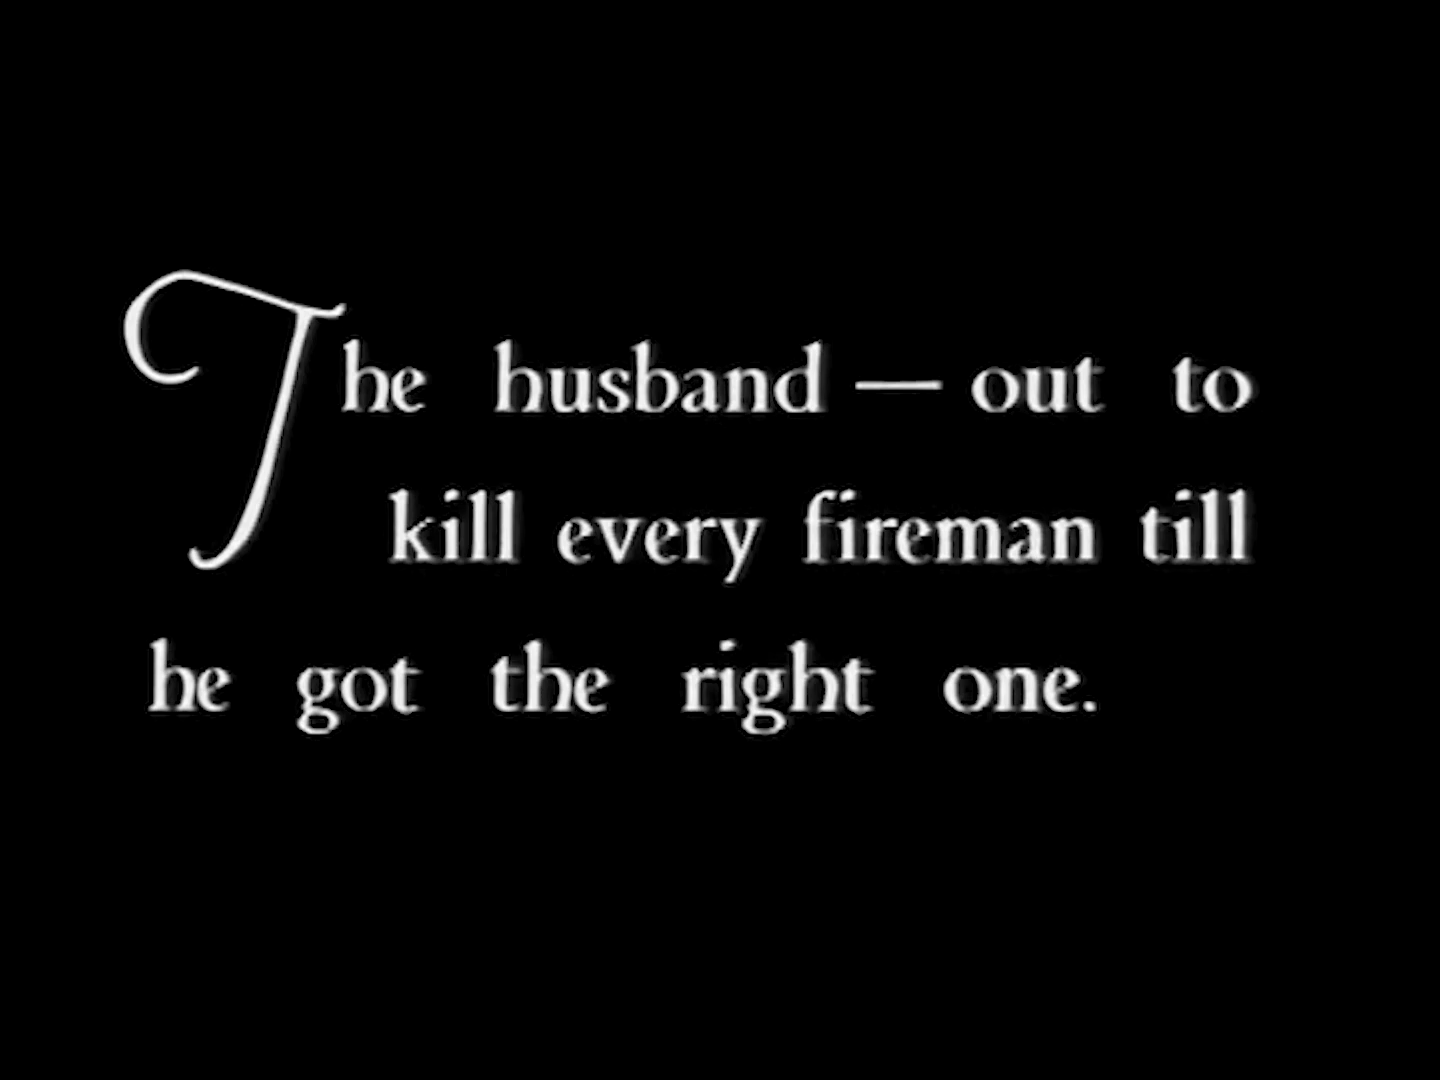 The husband — out to
kill every fireman till
he got the right one.